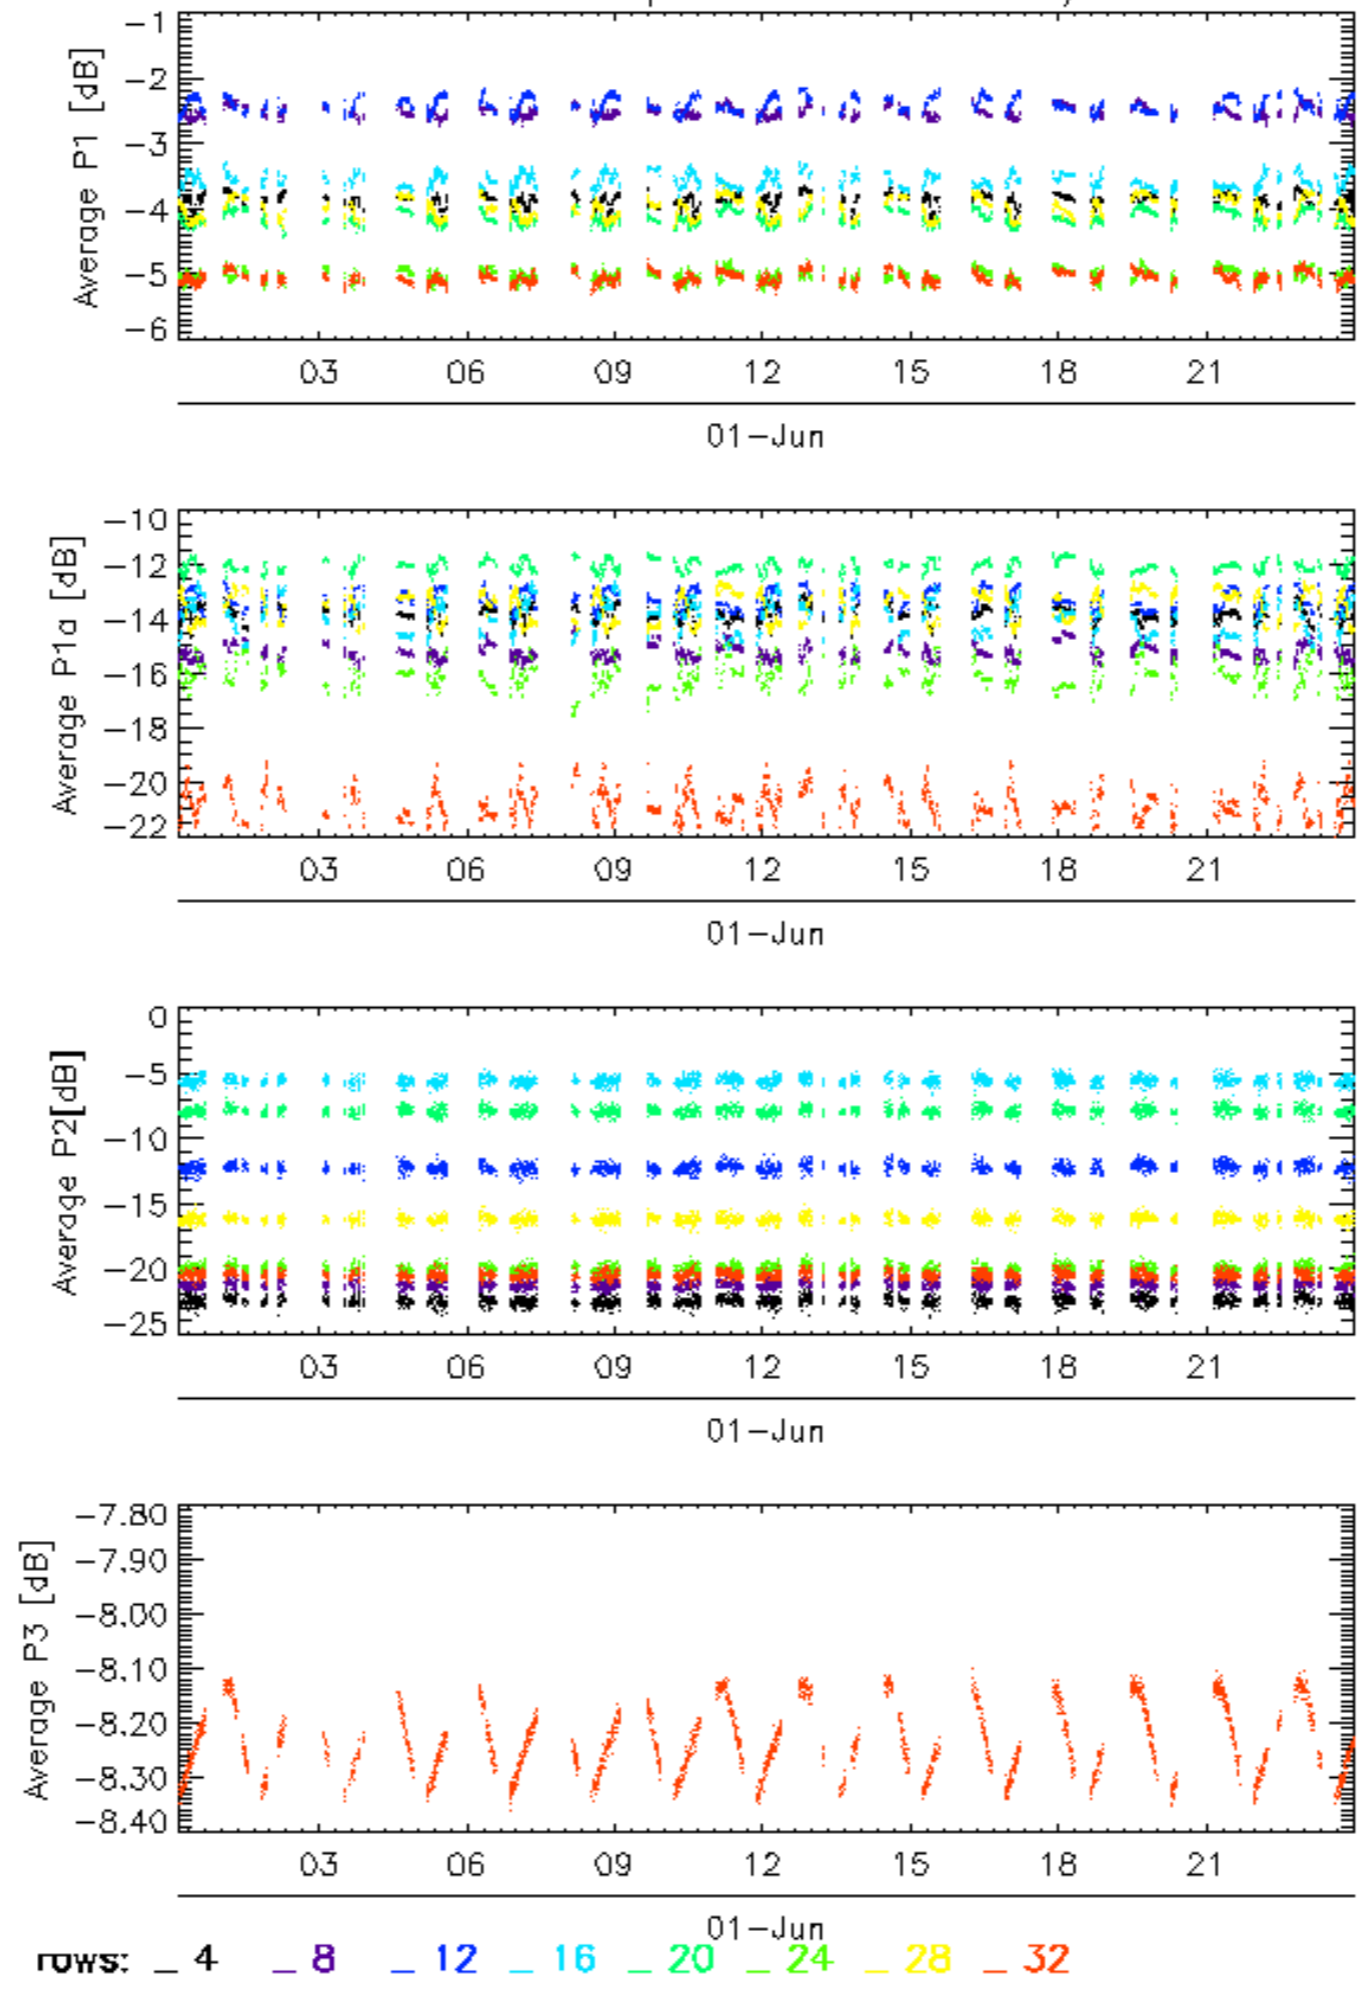 Average P1 [dB]
-1
-2
-3
-4
-5
-6
03 06 09 12 15 18 21
01-Jun
Average P1a [dB]
-10
-12
-14
-16
-18
-20
-22
03 06 09 12 15 18 21
01-Jun
Average P2[dB]
0
-5
-10
-15
-20
-25
03 06 09 12 15 18 21
01-Jun
Average P3 [dB]
-7.80
-7.90
-8.00
-8.10
-8.20
-8.30
-8.40
03 06 09 12 15 18 21
01-Jun
rows: _ 4 _ 8 _ 12 _ 16 _ 20 _ 24 _ 28 _ 32